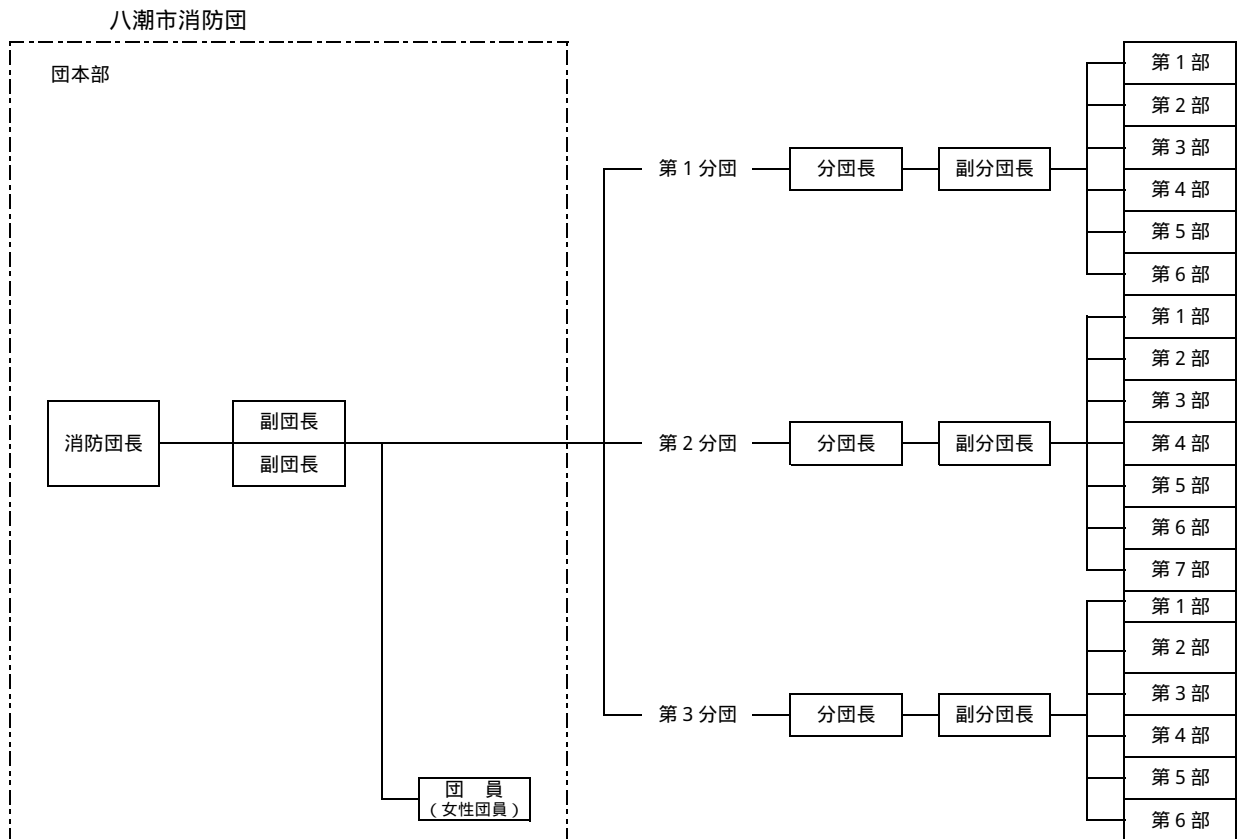 八潮市消防団
団本部
消防団長
副団長
副団長
団　員
（女性団員）
第１分団
分団長
副分団長
第１部
第２部
第３部
第４部
第５部
第６部
第２分団
分団長
副分団長
第１部
第２部
第３部
第４部
第５部
第６部
第７部
第３分団
分団長
副分団長
第１部
第２部
第３部
第４部
第５部
第６部